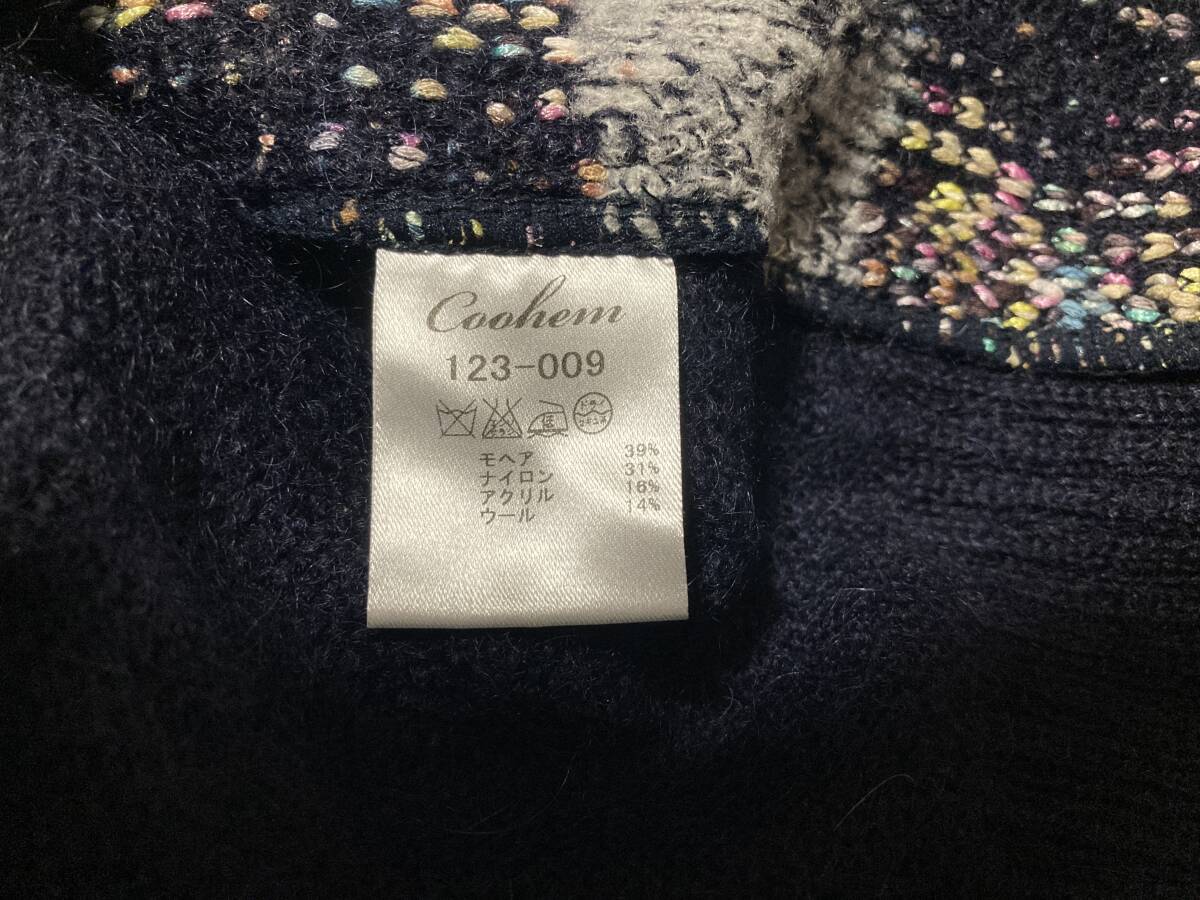 Coohem
123-009
モヘア 39%
ナイロン 31%
アクリル 16%
ウール 14%